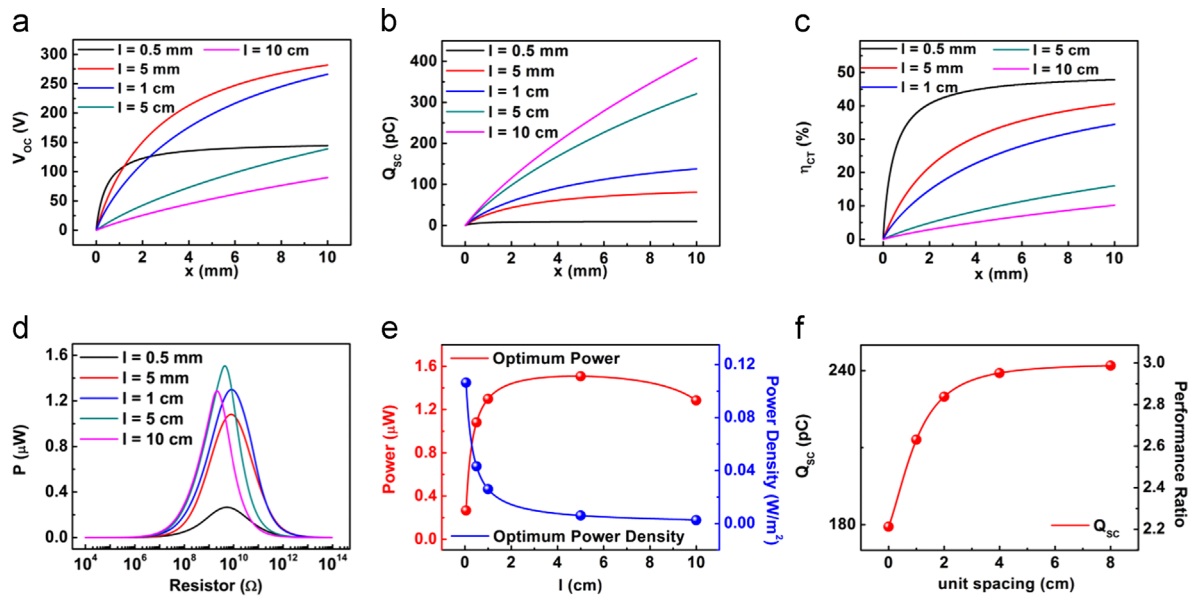 a
l = 0.5 mm
l = 10 cm
l = 5 mm
l = 1 cm
l = 5 cm
300
250
200
150
100
50
0
V_OC (V)
0 2 4 6 8 10
x (mm)
b
l = 0.5 mm
l = 5 mm
l = 1 cm
l = 5 cm
l = 10 cm
400
300
200
100
0
Q_SC (pC)
0 2 4 6 8 10
x (mm)
c
l = 0.5 mm
l = 5 cm
l = 5 mm
l = 10 cm
l = 1 cm
50
40
30
20
10
0
η_CT (%)
0 2 4 6 8 10
x (mm)
d
l = 0.5 mm
l = 5 mm
l = 1 cm
l = 5 cm
l = 10 cm
1.6
1.2
0.8
0.4
0.0
P (μW)
10^4 10^6 10^8 10^10 10^12 10^14
Resistor (Ω)
e
Optimum Power
Optimum Power Density
1.6
1.2
0.8
0.4
0.0
Power (μW)
0.12
0.08
0.04
0.00
Power Density (W/m^2)
0 2 4 6 8 10
l (cm)
f
240
180
Q_SC (pC)
3.0
2.8
2.6
2.4
2.2
Performance Ratio
Q_SC
0 2 4 6 8
unit spacing (cm)